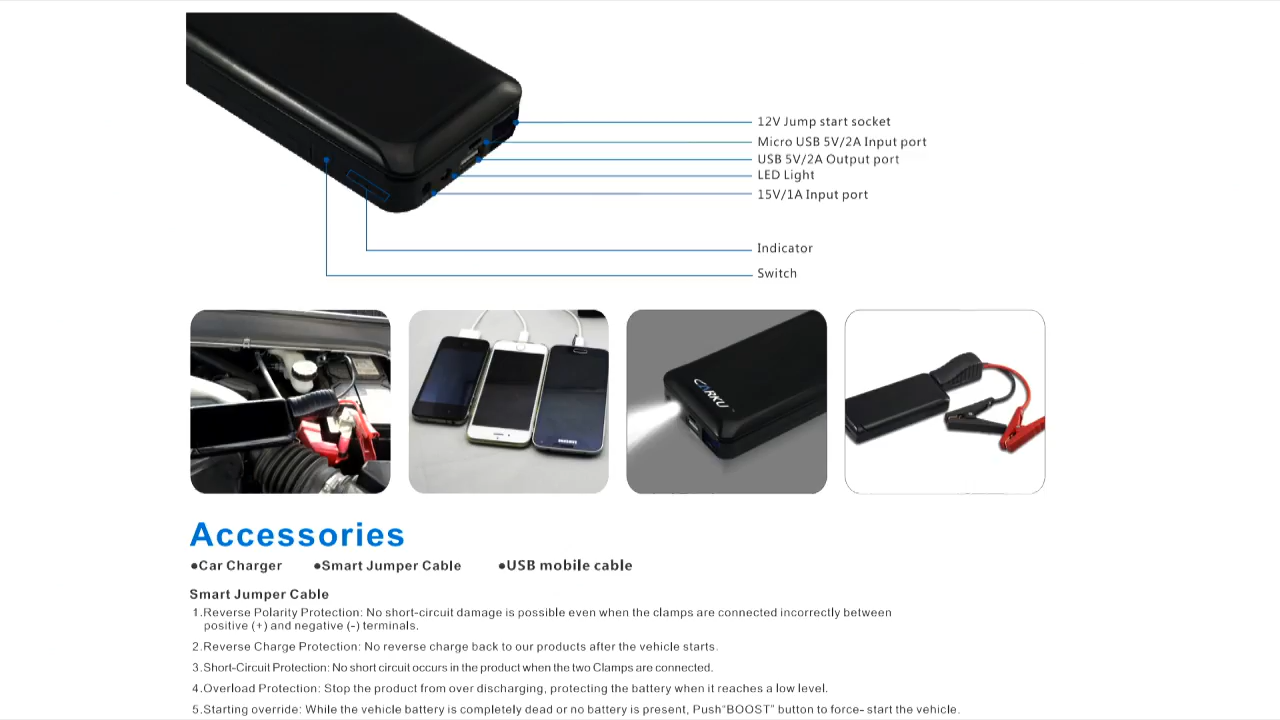 12V Jump start socket
Micro USB 5V/2A Input port
USB 5V/2A Output port
LED Light
15V/1A Input port
Indicator
Switch
CARKU
SAMSUNG
Accessories
●Car Charger ●Smart Jumper Cable ●USB mobile cable
Smart Jumper Cable
1.Reverse Polarity Protection: No short-circuit damage is possible even when the clamps are connected incorrectly between
positive (+) and negative (-) terminals.
2.Reverse Charge Protection: No reverse charge back to our products after the vehicle starts.
3.Short-Circuit Protection: No short circuit occurs in the product when the two Clamps are connected.
4.Overload Protection: Stop the product from over discharging, protecting the battery when it reaches a low level.
5.Starting override: While the vehicle battery is completely dead or no battery is present, Push"BOOST" button to force- start the vehicle.